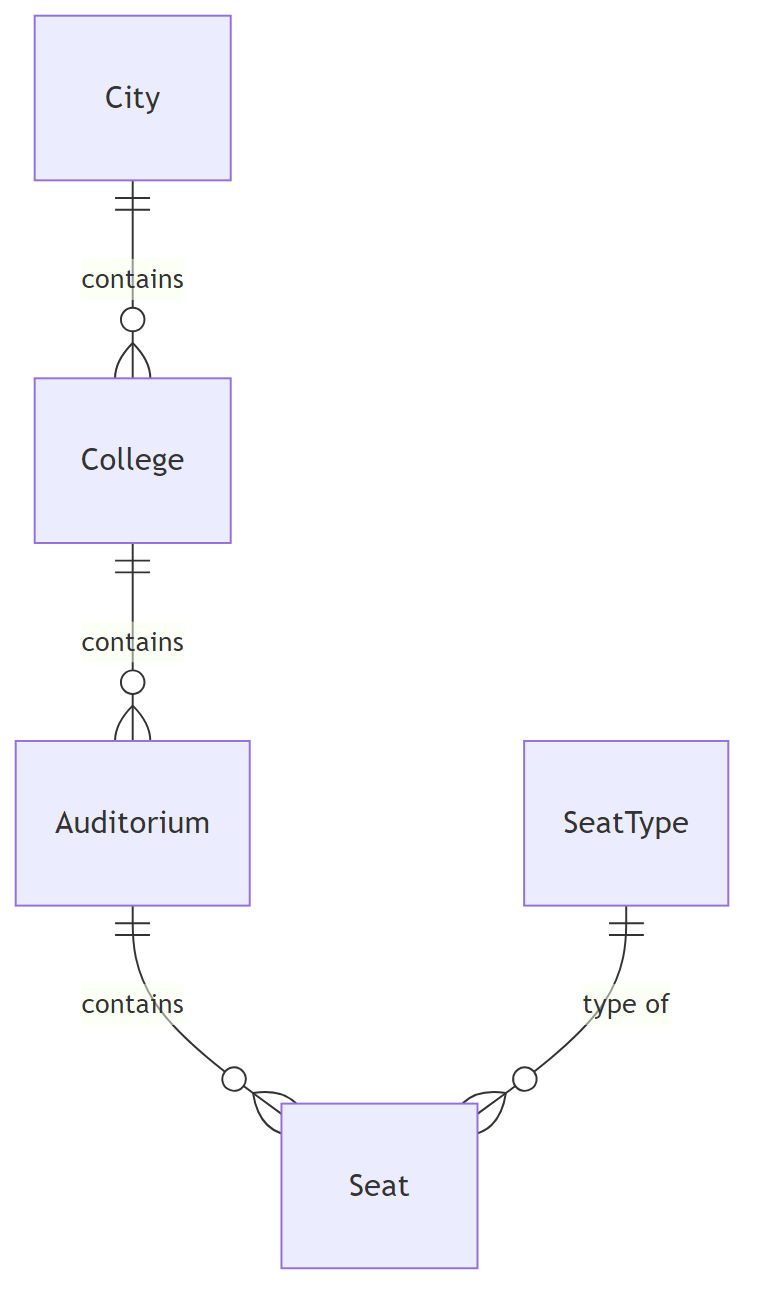 City
contains
College
contains
Auditorium
SeatType
contains
type of
Seat